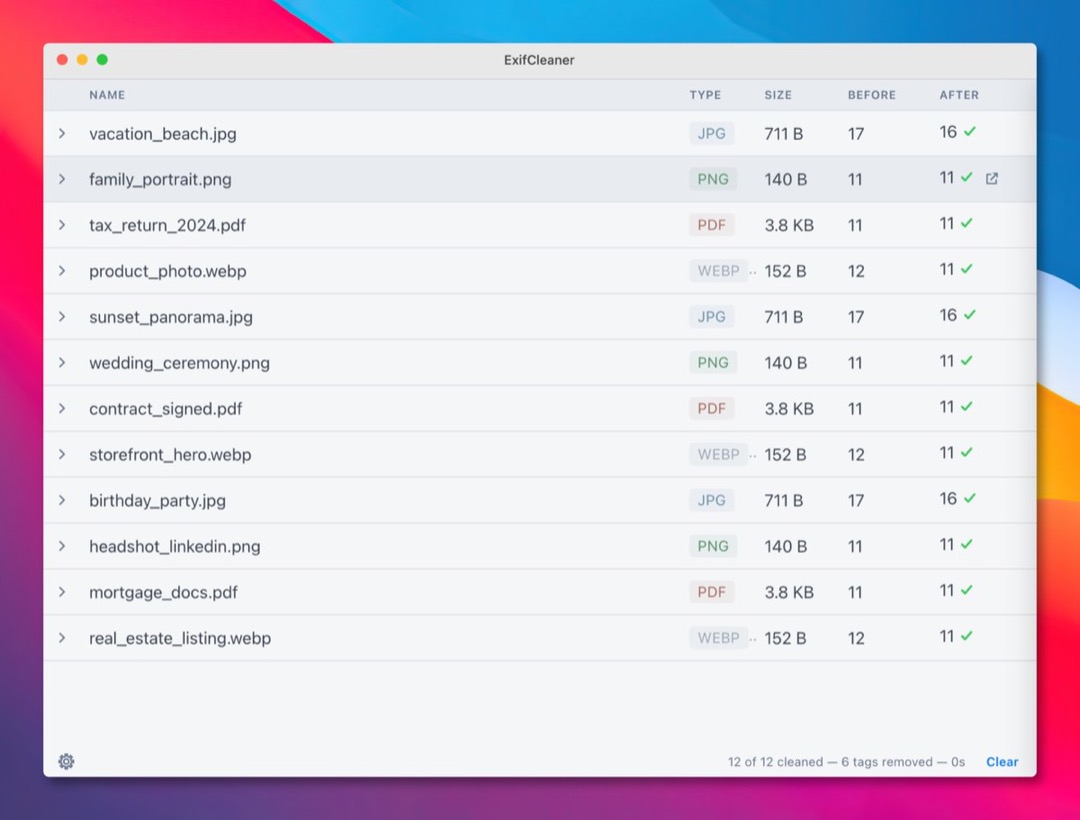 ExifCleaner
NAME TYPE SIZE BEFORE AFTER
vacation_beach.jpg JPG 711 B 17 16
family_portrait.png PNG 140 B 11 11
tax_return_2024.pdf PDF 3.8 KB 11 11
product_photo.webp WEBP .. 152 B 12 11
sunset_panorama.jpg JPG 711 B 17 16
wedding_ceremony.png PNG 140 B 11 11
contract_signed.pdf PDF 3.8 KB 11 11
storefront_hero.webp WEBP .. 152 B 12 11
birthday_party.jpg JPG 711 B 17 16
headshot_linkedin.png PNG 140 B 11 11
mortgage_docs.pdf PDF 3.8 KB 11 11
real_estate_listing.webp WEBP .. 152 B 12 11
12 of 12 cleaned — 6 tags removed — 0s Clear